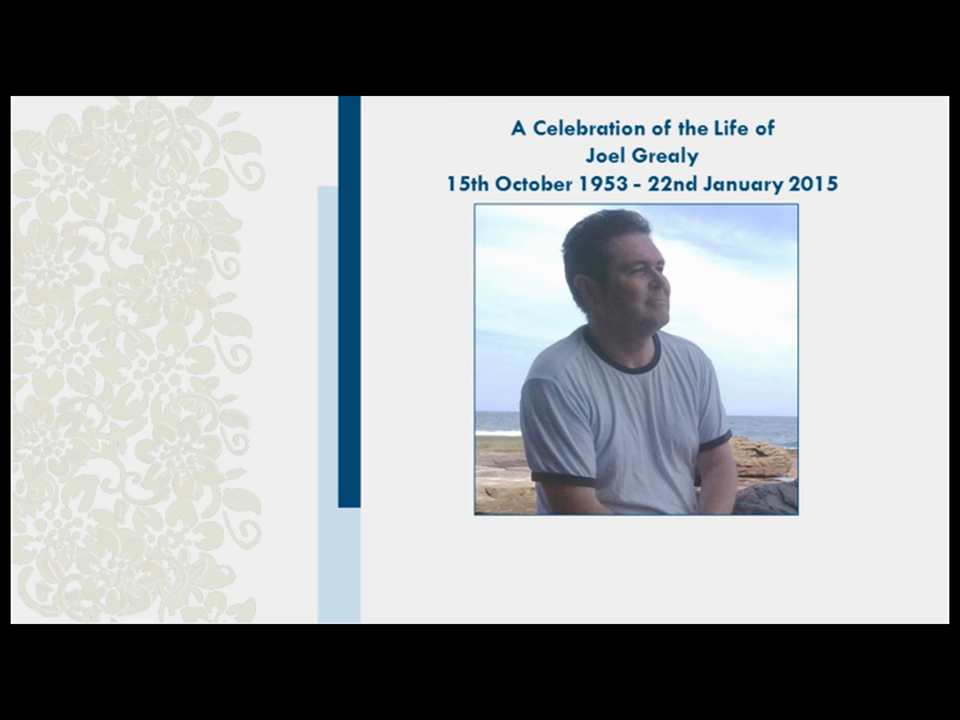 A Celebration of the Life of
Joel Grealy
15th October 1953 - 22nd January 2015